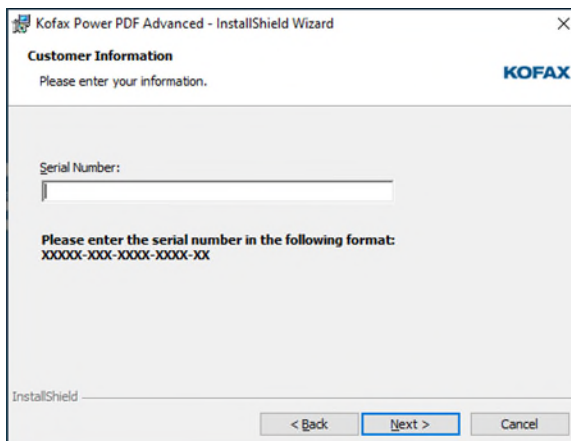 Kofax Power PDF Advanced - InstallShield Wizard
Customer Information
Please enter your information.
KOFAX
Serial Number:
Please enter the serial number in the following format:
XXXXX-XXX-XXXX-XXXX-XX
InstallShield
< Back
Next >
Cancel